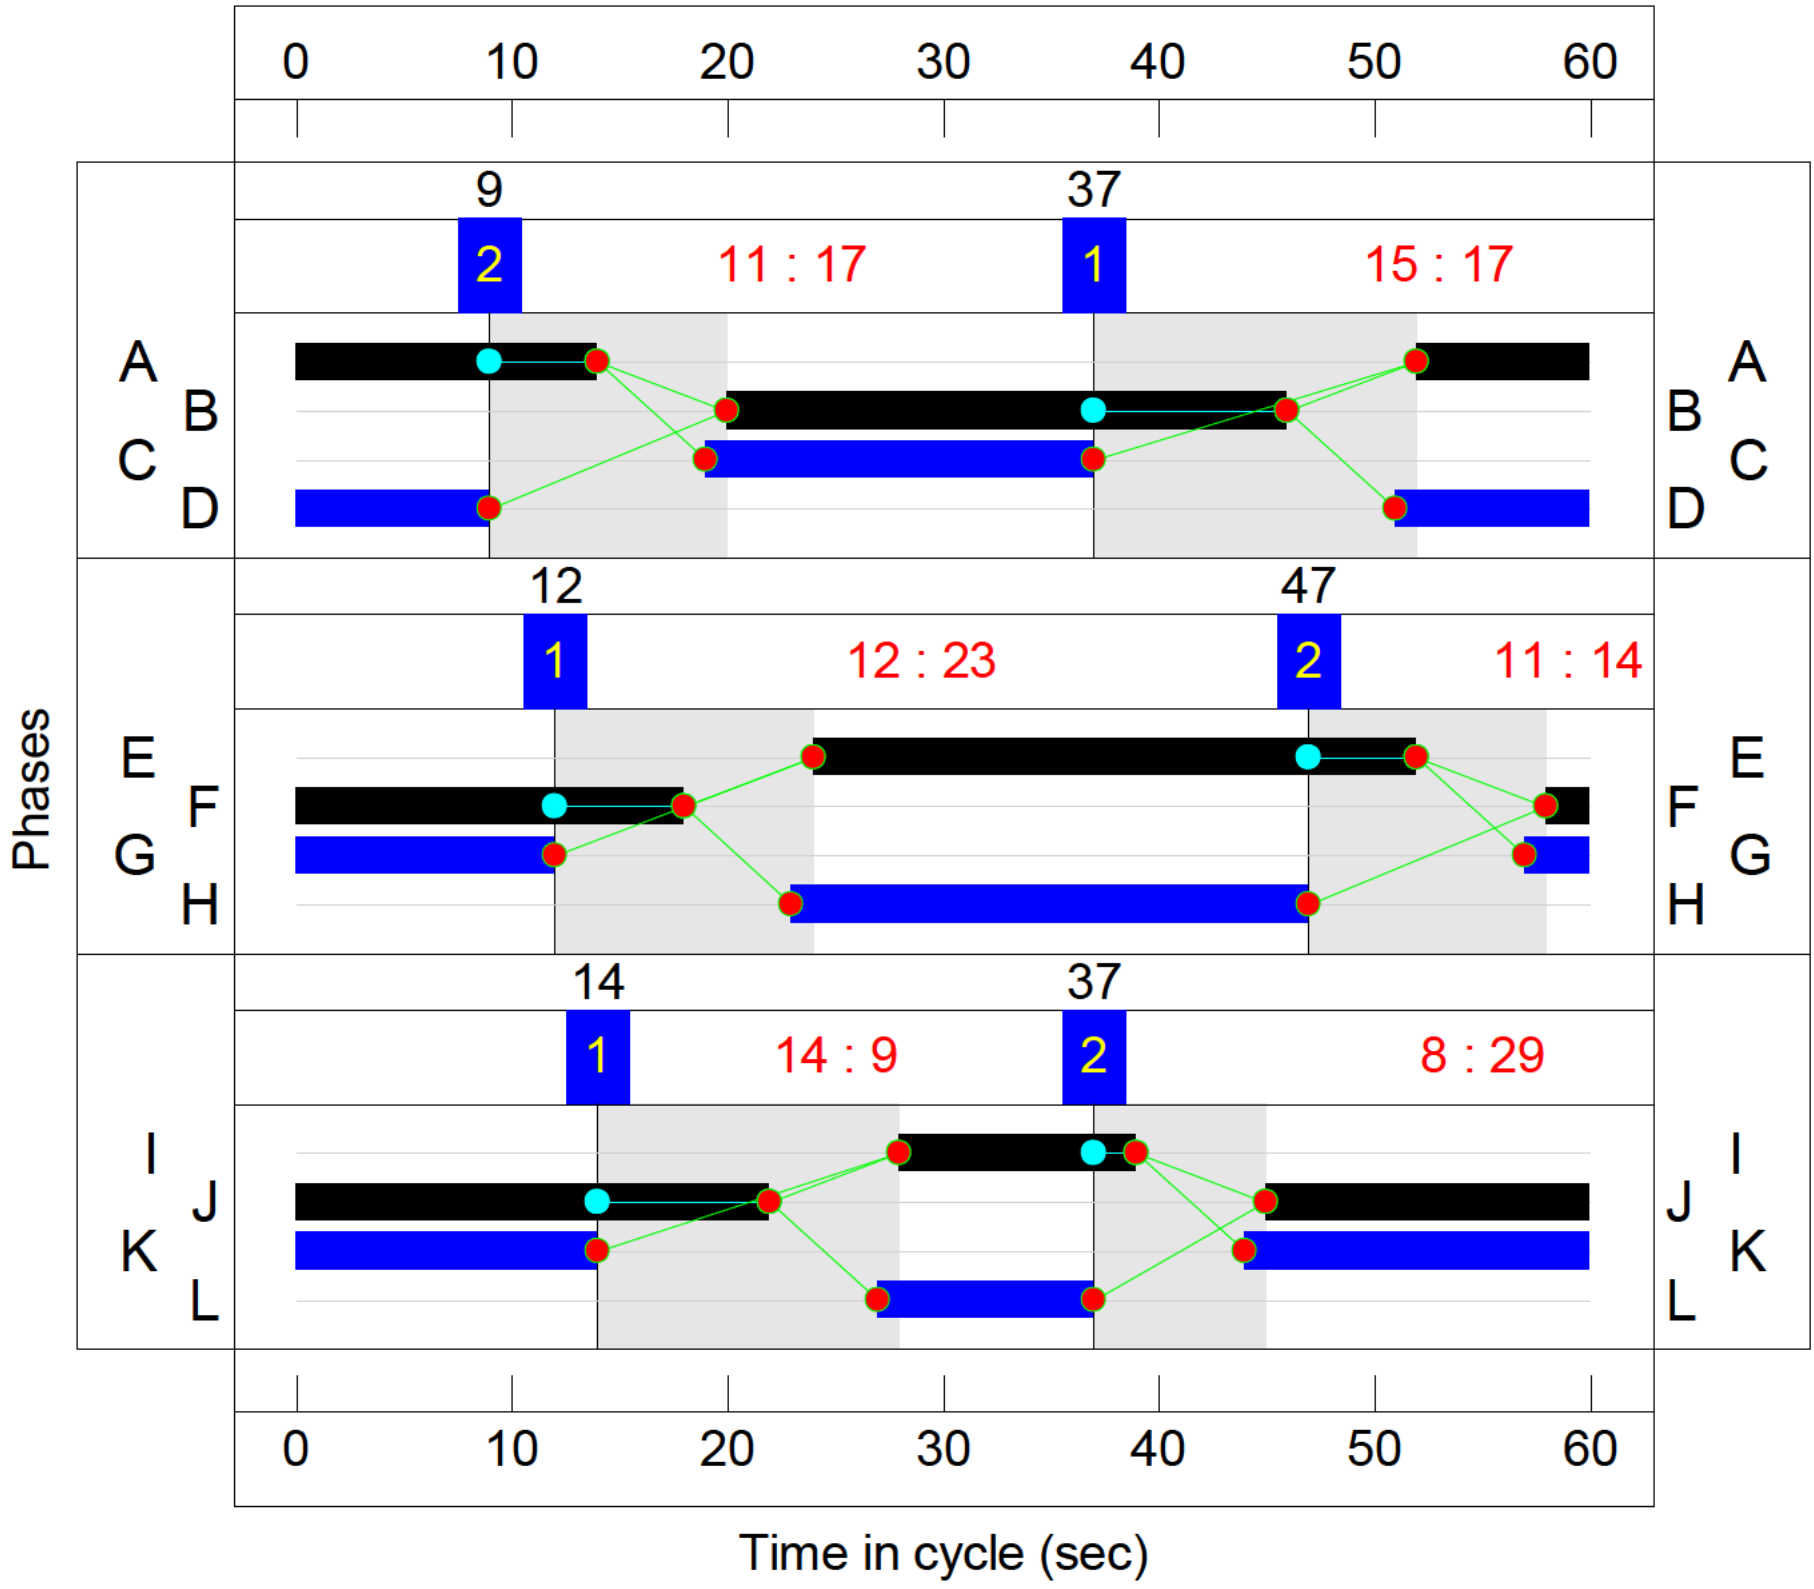 0 10 20 30 40 50 60
9 37
2 11 : 17 1 15 : 17
A A
B B
C C
D D
12 47
1 12 : 23 2 11 : 14
E E
F F
G G
H H
Phases
14 37
1 14 : 9 2 8 : 29
I I
J J
K K
L L
0 10 20 30 40 50 60
Time in cycle (sec)